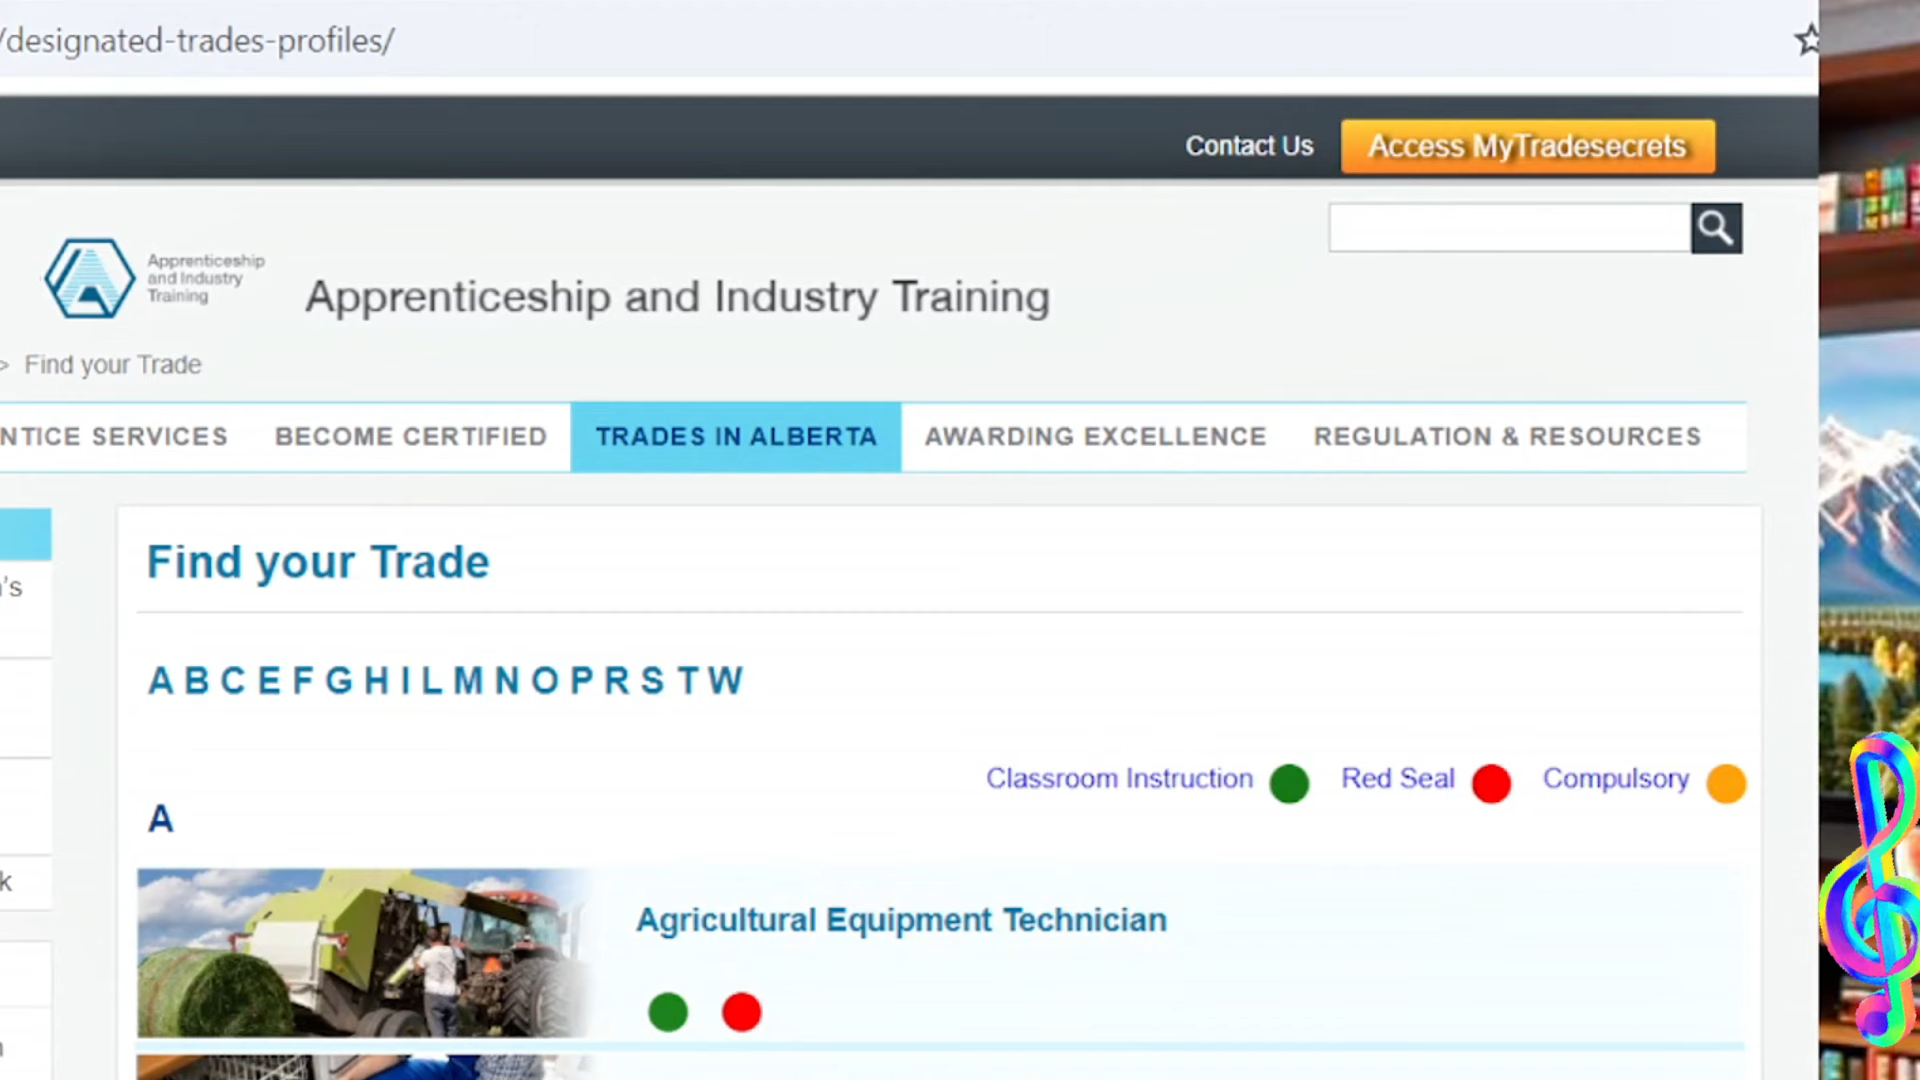 /designated-trades-profiles/
Contact Us
Access MyTradesecrets
Apprenticeship
and Industry
Training
Apprenticeship and Industry Training
> Find your Trade
NTICE SERVICES
BECOME CERTIFIED
TRADES IN ALBERTA
AWARDING EXCELLENCE
REGULATION & RESOURCES
's
k
Find your Trade
A B C E F G H I L M N O P R S T W
Classroom Instruction
Red Seal
Compulsory
A
Agricultural Equipment Technician